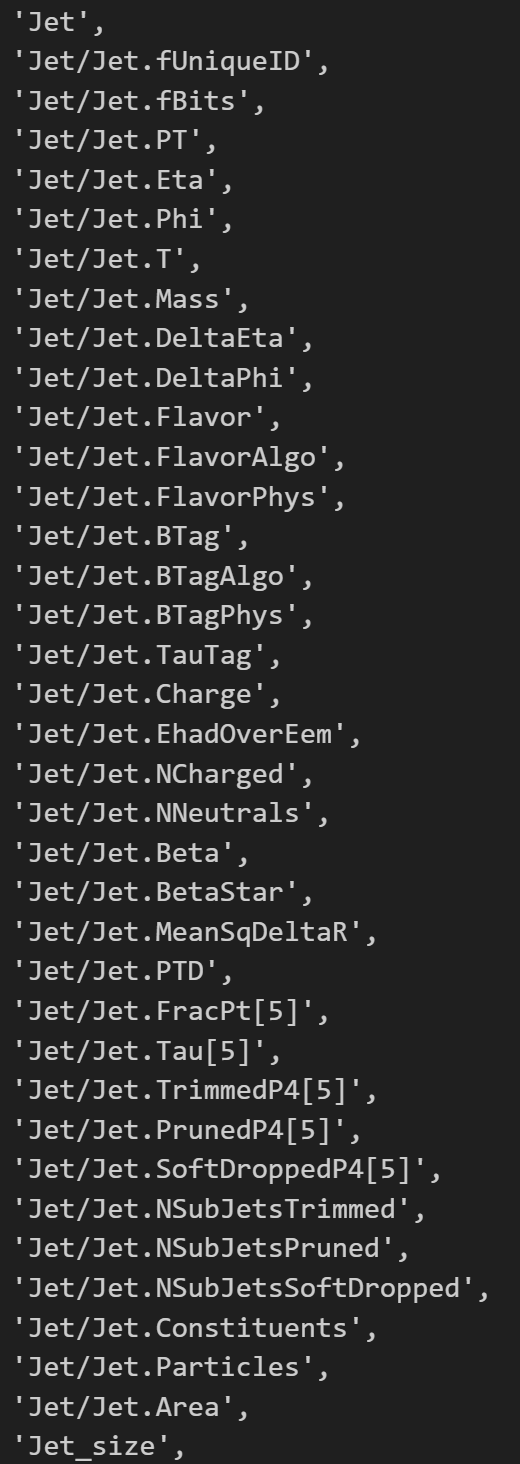 'Jet',
'Jet/Jet.fUniqueID',
'Jet/Jet.fBits',
'Jet/Jet.PT',
'Jet/Jet.Eta',
'Jet/Jet.Phi',
'Jet/Jet.T',
'Jet/Jet.Mass',
'Jet/Jet.DeltaEta',
'Jet/Jet.DeltaPhi',
'Jet/Jet.Flavor',
'Jet/Jet.FlavorAlgo',
'Jet/Jet.FlavorPhys',
'Jet/Jet.BTag',
'Jet/Jet.BTagAlgo',
'Jet/Jet.BTagPhys',
'Jet/Jet.TauTag',
'Jet/Jet.Charge',
'Jet/Jet.EhadOverEem',
'Jet/Jet.NCharged',
'Jet/Jet.NNeutrals',
'Jet/Jet.Beta',
'Jet/Jet.BetaStar',
'Jet/Jet.MeanSqDeltaR',
'Jet/Jet.PTD',
'Jet/Jet.FracPt[5]',
'Jet/Jet.Tau[5]',
'Jet/Jet.TrimmedP4[5]',
'Jet/Jet.PrunedP4[5]',
'Jet/Jet.SoftDroppedP4[5]',
'Jet/Jet.NSubJetsTrimmed',
'Jet/Jet.NSubJetsPruned',
'Jet/Jet.NSubJetsSoftDropped',
'Jet/Jet.Constituents',
'Jet/Jet.Particles',
'Jet/Jet.Area',
'Jet_size',